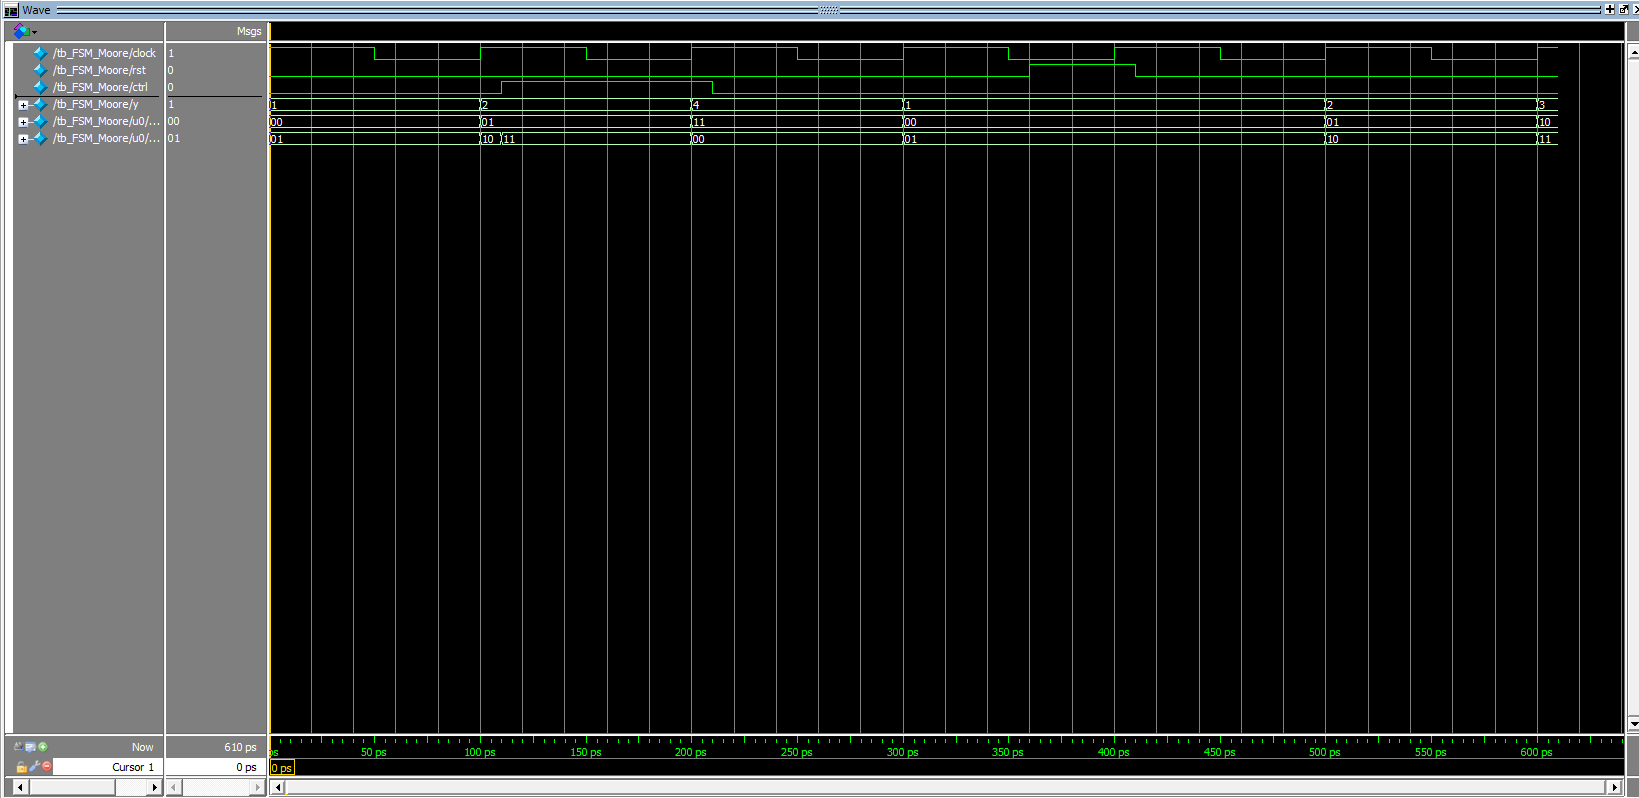 Wave
Msgs
/tb_FSM_Moore/clock 1
/tb_FSM_Moore/rst 0
/tb_FSM_Moore/ctrl 0
/tb_FSM_Moore/y 1 1 2 4 1 2 3
/tb_FSM_Moore/u0/... 00 00 01 11 00 01 10
/tb_FSM_Moore/u0/... 01 01 10 11 00 01 10 11
Now 610 ps ps 50 ps 100 ps 150 ps 200 ps 250 ps 300 ps 350 ps 400 ps 450 ps 500 ps 550 ps 600 ps
Cursor 1 0 ps 0 ps